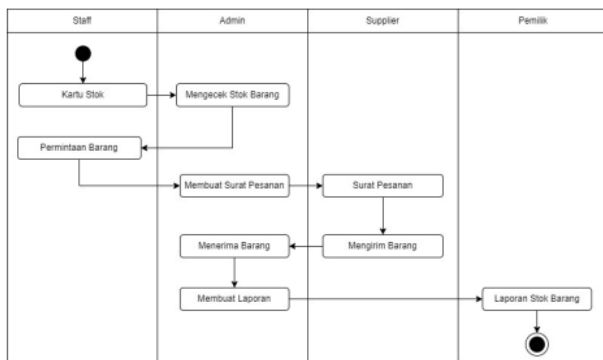 Staff
Admin
Supplier
Pemilik
Kartu Stok
Mengecek Stok Barang
Permintaan Barang
Membuat Surat Pesanan
Surat Pesanan
Menerima Barang
Mengirim Barang
Membuat Laporan
Laporan Stok Barang